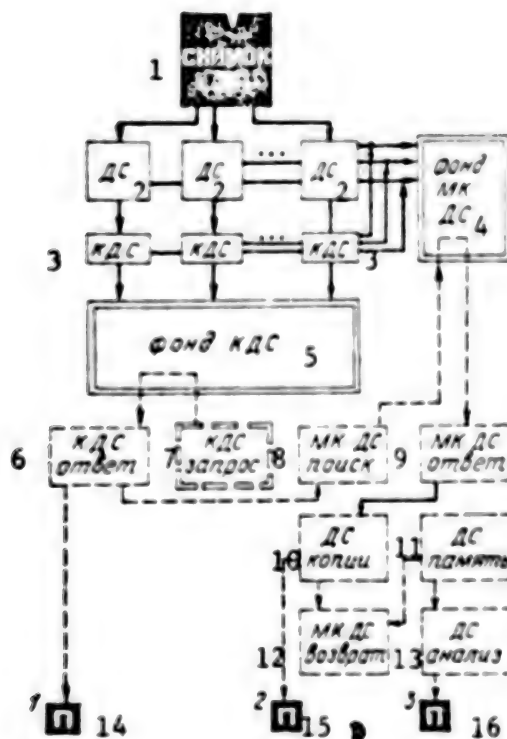 СНИМОК
1
ДС 2 ДС 2 ... ДС 2
фонд МК ДС 4
3 КДС КДС ... КДС 3
фонд КДС 5
6 КДС ответ 7 КДС запрос 8 МК ДС поиск 9 МК ДС ответ
10 ДС копии 11 ДС память
12 МК ДС возврат 13 ДС анализ
1 П 14 2 П 15 в 3 П 16